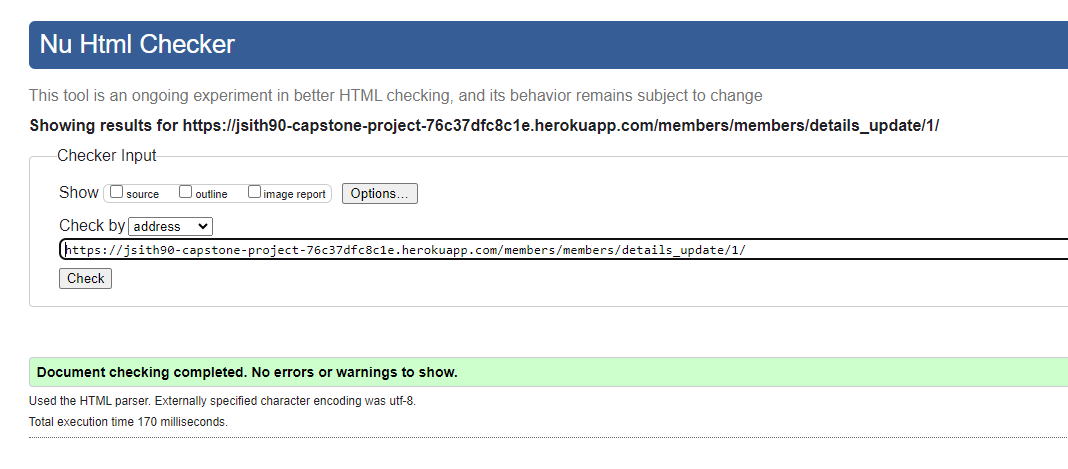 Nu Html Checker
This tool is an ongoing experiment in better HTML checking, and its behavior remains subject to change
Showing results for https://jsith90-capstone-project-76c37dfc8c1e.herokuapp.com/members/members/details_update/1/
Checker Input
Show source outline image report Options...
Check by address
https://jsith90-capstone-project-76c37dfc8c1e.herokuapp.com/members/members/details_update/1/
Check
Document checking completed. No errors or warnings to show.
Used the HTML parser. Externally specified character encoding was utf-8.
Total execution time 170 milliseconds.